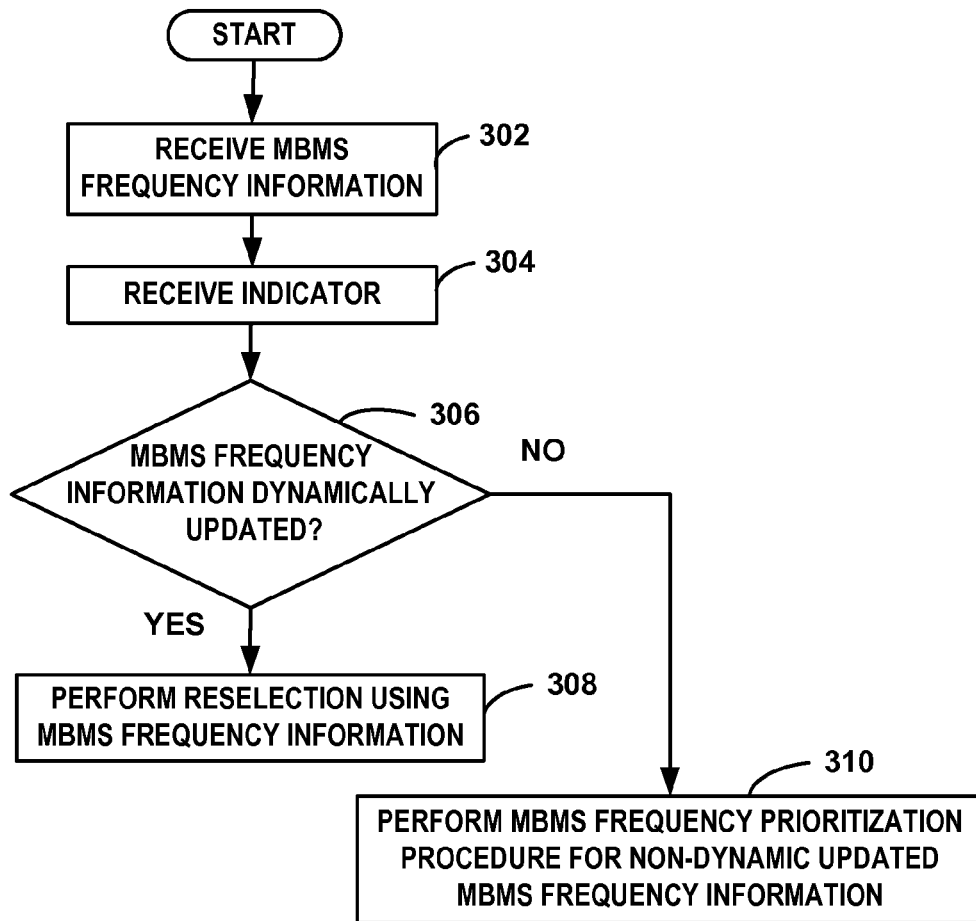 START
302
RECEIVE MBMS
FREQUENCY INFORMATION
304
RECEIVE INDICATOR
306
MBMS FREQUENCY
INFORMATION DYNAMICALLY
UPDATED?
NO
YES
308
PERFORM RESELECTION USING
MBMS FREQUENCY INFORMATION
310
PERFORM MBMS FREQUENCY PRIORITIZATION
PROCEDURE FOR NON-DYNAMIC UPDATED
MBMS FREQUENCY INFORMATION